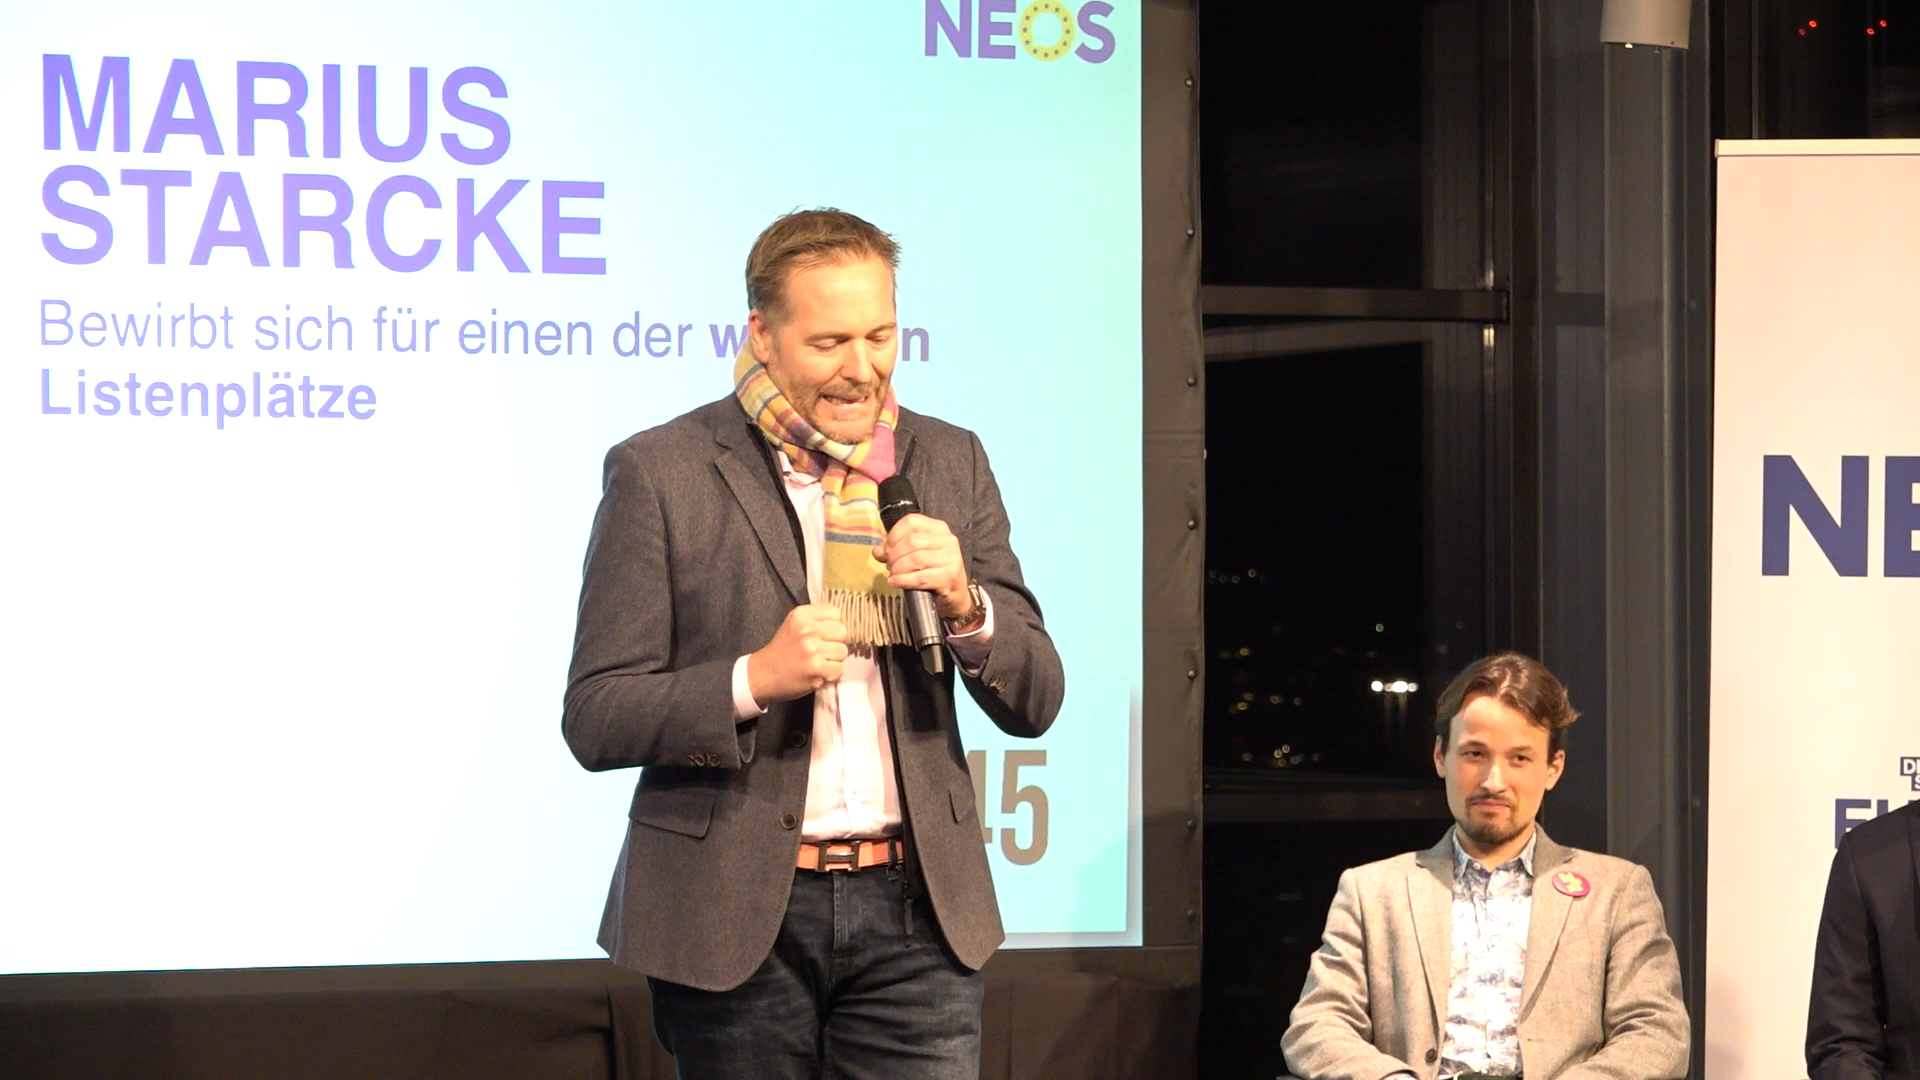 NEOS
MARIUS
STARCKE
Bewirbt sich für einen der
Listenplätze
45
NE